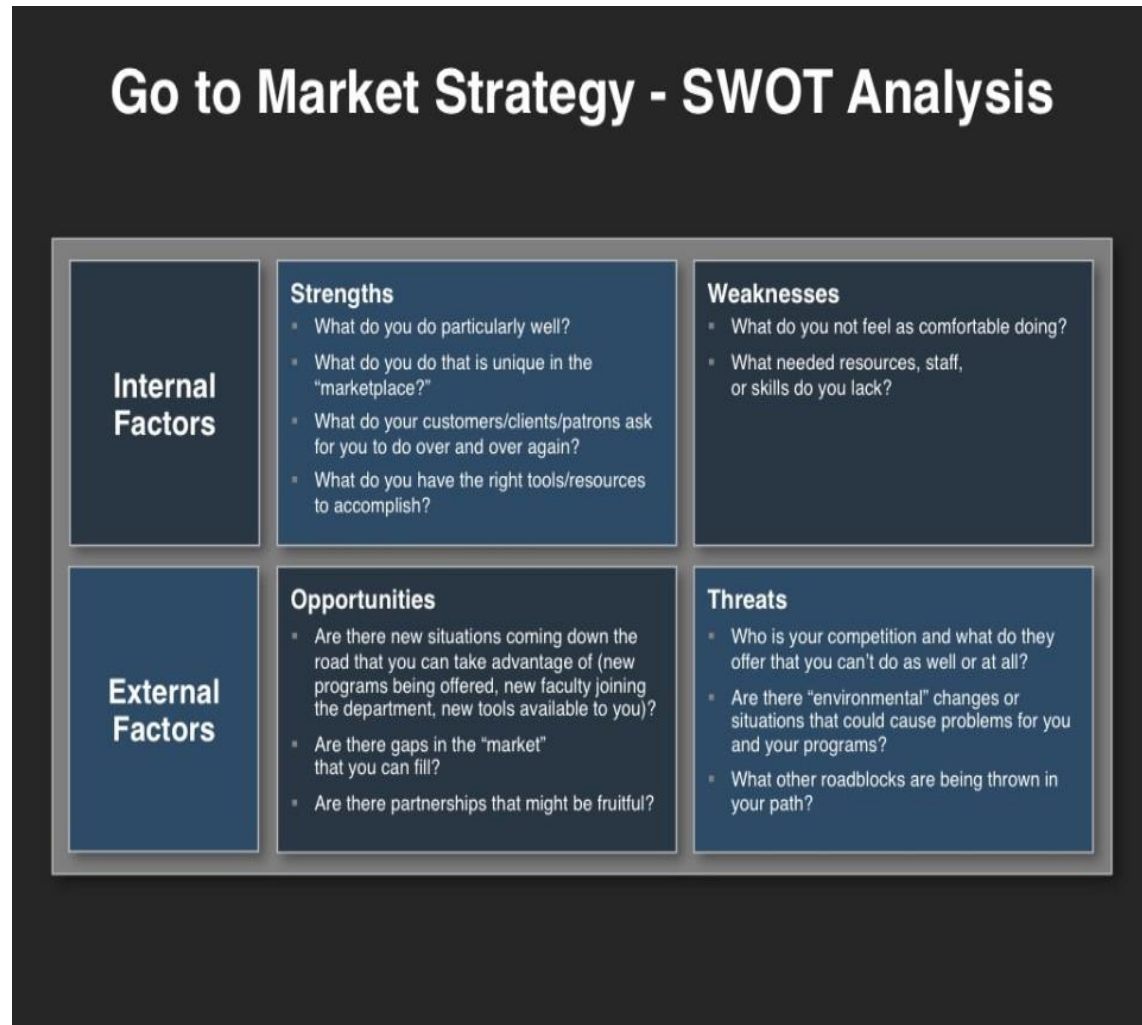 Go to Market Strategy - SWOT Analysis
Internal
Factors
Strengths
▪ What do you do particularly well?
▪ What do you do that is unique in the
“marketplace?”
▪ What do your customers/clients/patrons ask
for you to do over and over again?
▪ What do you have the right tools/resources
to accomplish?
Weaknesses
▪ What do you not feel as comfortable doing?
▪ What needed resources, staff,
or skills do you lack?
External
Factors
Opportunities
▪ Are there new situations coming down the
road that you can take advantage of (new
programs being offered, new faculty joining
the department, new tools available to you)?
▪ Are there gaps in the “market”
that you can fill?
▪ Are there partnerships that might be fruitful?
Threats
▪ Who is your competition and what do they
offer that you can’t do as well or at all?
▪ Are there “environmental” changes or
situations that could cause problems for you
and your programs?
▪ What other roadblocks are being thrown in
your path?